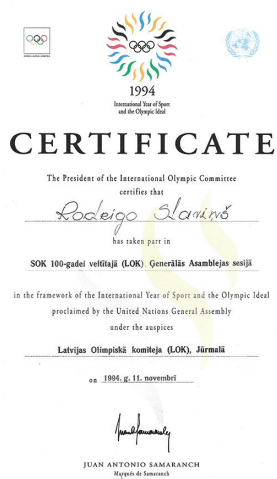 1994
International Year of Sport
and the Olympic Ideal
CERTIFICATE
The President of the International Olympic Committee
certifies that
Rodrigo Slaviņš
has taken part in
SOK 100-gadei veltītajā (LOK) Ģenerālās Asamblejas sesijā
in the framework of the International Year of Sport and the Olympic Ideal
proclaimed by the United Nations General Assembly
under the auspices
Latvijas Olimpiskā komiteja (LOK), Jūrmalā
on 1994. g. 11. novembrī
JUAN ANTONIO SAMARANCH
Marqués de Samaranch